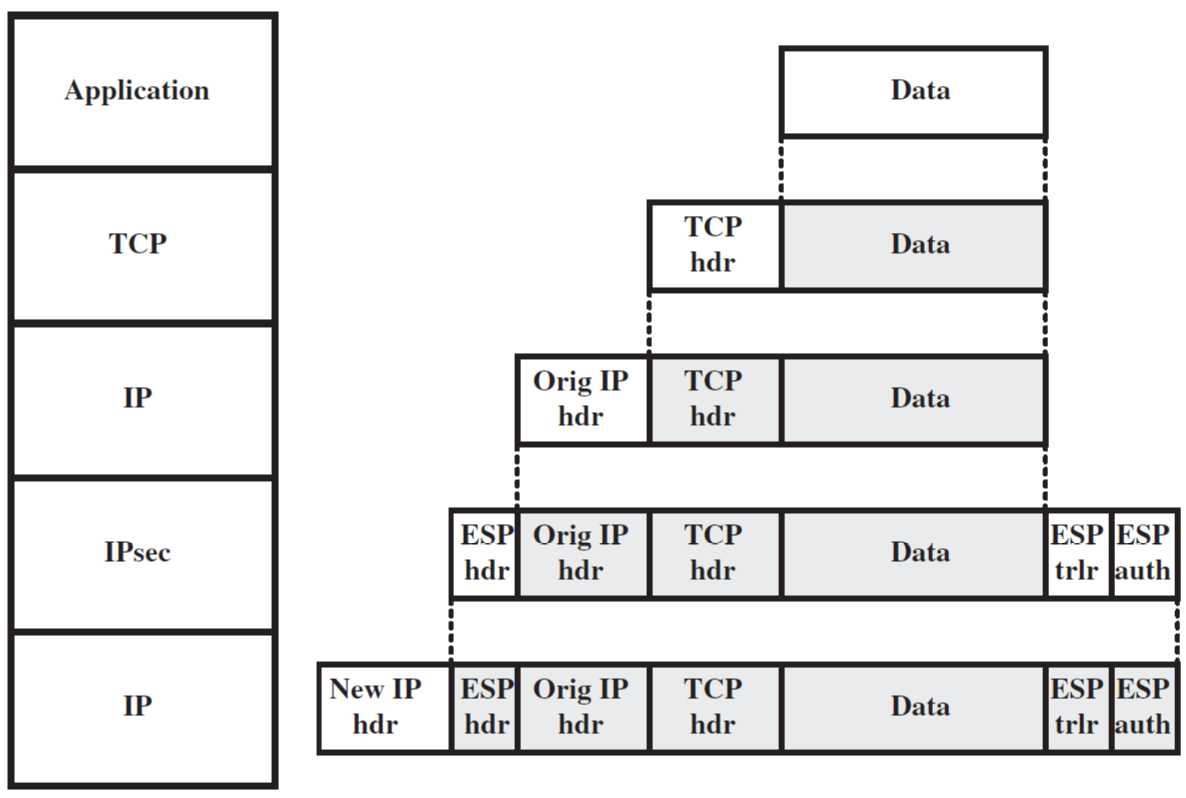 Application
Data
TCP
TCP
hdr
Data
IP
Orig IP
hdr
TCP
hdr
Data
IPsec
ESP
hdr
Orig IP
hdr
TCP
hdr
Data
ESP
trlr
ESP
auth
IP
New IP
hdr
ESP
hdr
Orig IP
hdr
TCP
hdr
Data
ESP
trlr
ESP
auth